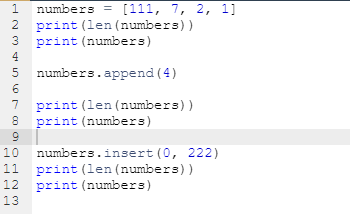 1 numbers = [111, 7, 2, 1]
2 print(len(numbers))
3 print(numbers)
4
5 numbers.append(4)
6
7 print(len(numbers))
8 print(numbers)
9
10 numbers.insert(0, 222)
11 print(len(numbers))
12 print(numbers)
13